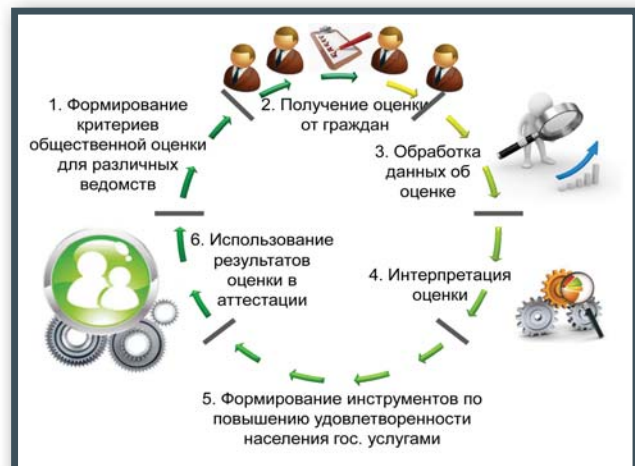 1. Формирование
критериев
общественной оценки
для различных
ведомств
2. Получение оценки
от граждан
3. Обработка
данных об
оценке
4. Интерпретация
оценки
5. Формирование инструментов по
повышению удовлетворенности
населения гос. услугами
6. Использование
результатов
оценки в
аттестации